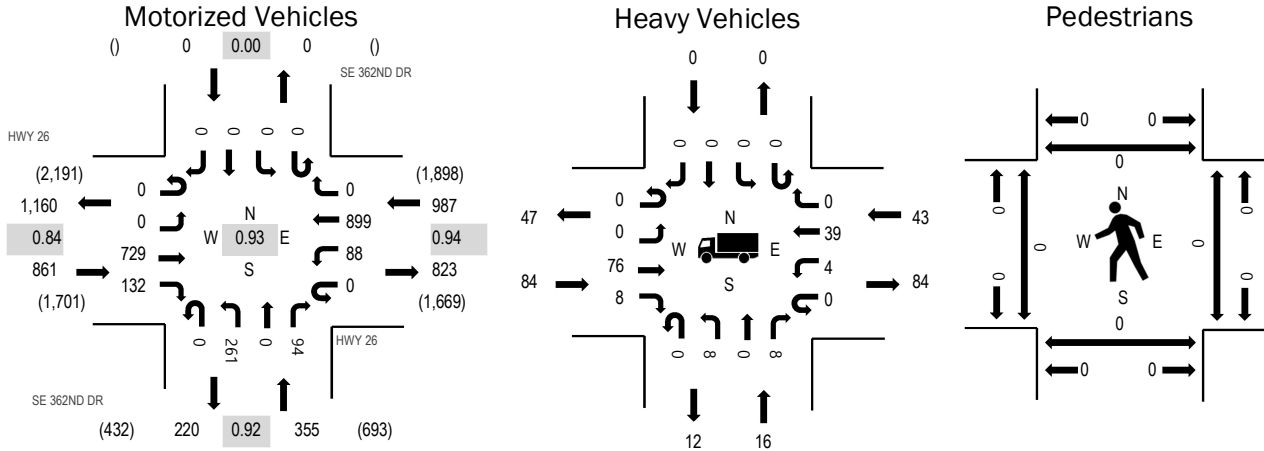 Motorized Vehicles
() 0 0.00 0 ()
SE 362ND DR
HWY 26
0 0 0 0
(2,191) (1,898)
0 0
1,160 987
0 899
N
0.84 W 0.93 E 0.94
S
729 88
861 823
132 0
(1,701) (1,669)
0 261 0 94
HWY 26
SE 362ND DR
(432) 220 0.92 355 (693)
Heavy Vehicles
0 0
0 0 0 0
0 0
47 43
0 39
N
W E
S
76 4
84 84
8 0
0 8 0 8
12 16
Pedestrians
0 0
0
0 0
N
0 W E 0
S
0 0
0
0 0